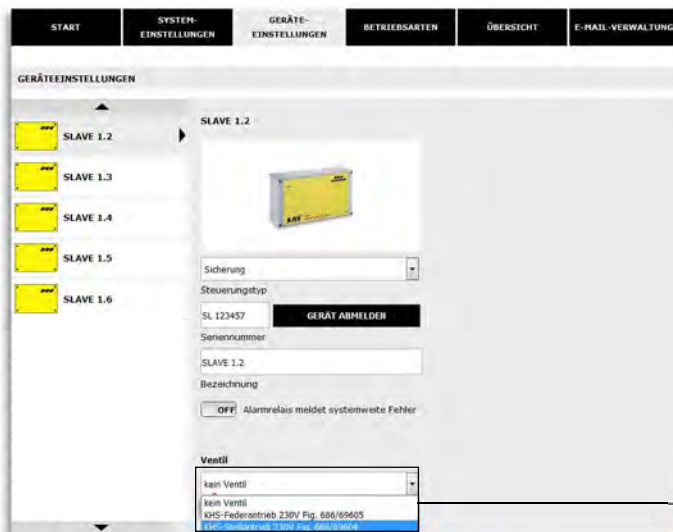 START
SYSTEM-
EINSTELLUNGEN
GERÄTE-
EINSTELLUNGEN
BETRIEBSARTEN
ÜBERSICHT
E-MAIL-VERWALTUNG
GERÄTEEINSTELLUNGEN
SLAVE 1.2
SLAVE 1.3
SLAVE 1.4
SLAVE 1.5
SLAVE 1.6
SLAVE 1.2
KHS
Sicherung
Steuerungstyp
SL 123457
GERÄT ABMELDEN
Seriennummer
SLAVE 1.2
Bezeichnung
OFF Alarmrelais meldet systemweite Fehler
Ventil
kein Ventil
kein Ventil
KHS-Federantrieb 230V Fig. 686/69605
KHS-Stellantrieb 230V Fig. 686/69604